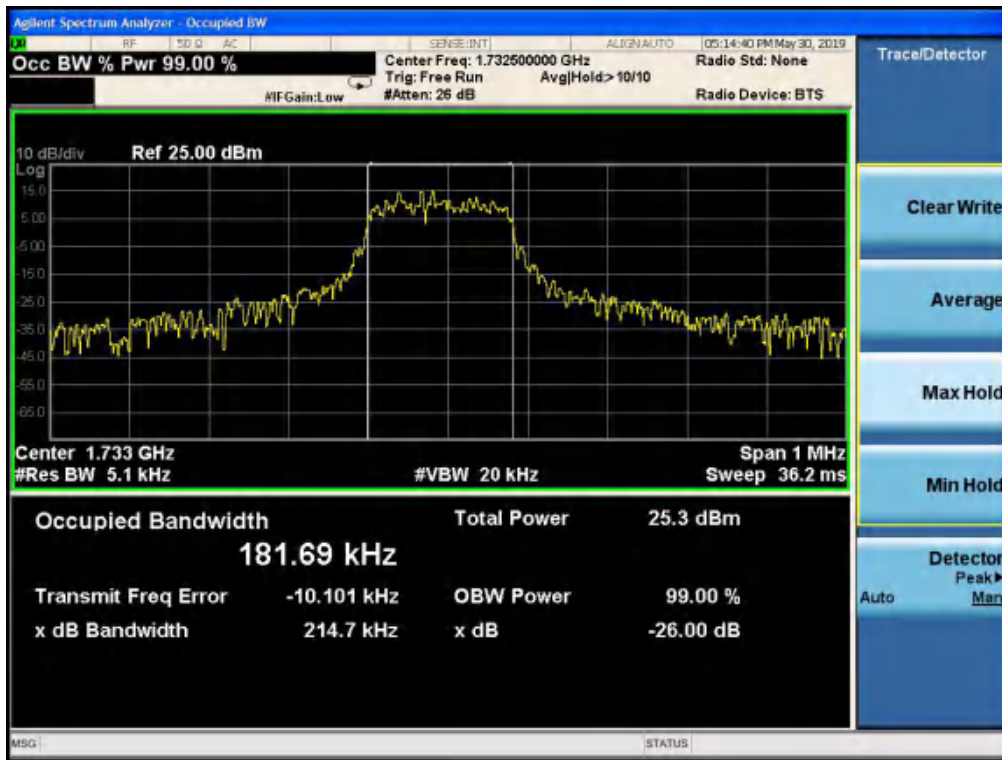 Agilent Spectrum Analyzer - Occupied BW
RF 50 Ω AC SENSE:INT ALIGN AUTO 05:14:40 PM May 30, 2019
Occ BW % Pwr 99.00 % Center Freq: 1.732500000 GHz Radio Std: None Trace/Detector
Trig: Free Run Avg|Hold:> 10/10
#IFGain:Low #Atten: 26 dB Radio Device: BTS
10 dB/div Ref 25.00 dBm
Log
15.0
5.00
-5.00
-15.0
-25.0
-35.0
-45.0
-55.0
-65.0
Center 1.733 GHz Span 1 MHz
#Res BW 5.1 kHz #VBW 20 kHz Sweep 36.2 ms
Occupied Bandwidth Total Power 25.3 dBm
181.69 kHz
Transmit Freq Error -10.101 kHz OBW Power 99.00 %
x dB Bandwidth 214.7 kHz x dB -26.00 dB
Clear Write
Average
Max Hold
Min Hold
Detector
Peak▶
Auto Man
MSG STATUS